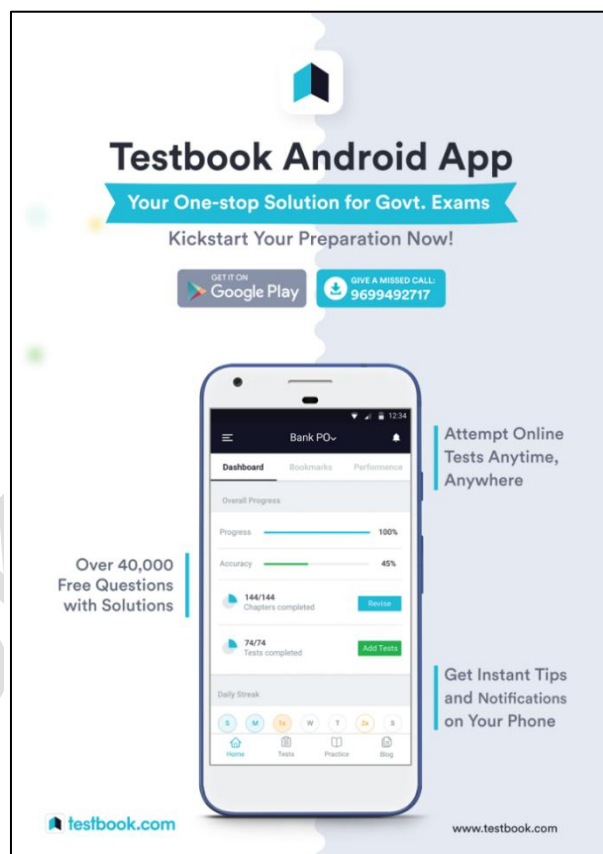 Testbook Android App
Your One-stop Solution for Govt. Exams
Kickstart Your Preparation Now!
GET IT ON
Google Play
GIVE A MISSED CALL:
9699492717
12:34
Bank PO
Dashboard Bookmarks Performence
Overall Progress
Progress 100%
Accuracy 45%
144/144
Chapters completed
Revise
74/74
Tests completed
Add Tests
Daily Streak
S M 1x W T 2x S
Home Tests Practice Blog
Attempt Online
Tests Anytime,
Anywhere
Over 40,000
Free Questions
with Solutions
Get Instant Tips
and Notifications
on Your Phone
testbook.com
www.testbook.com